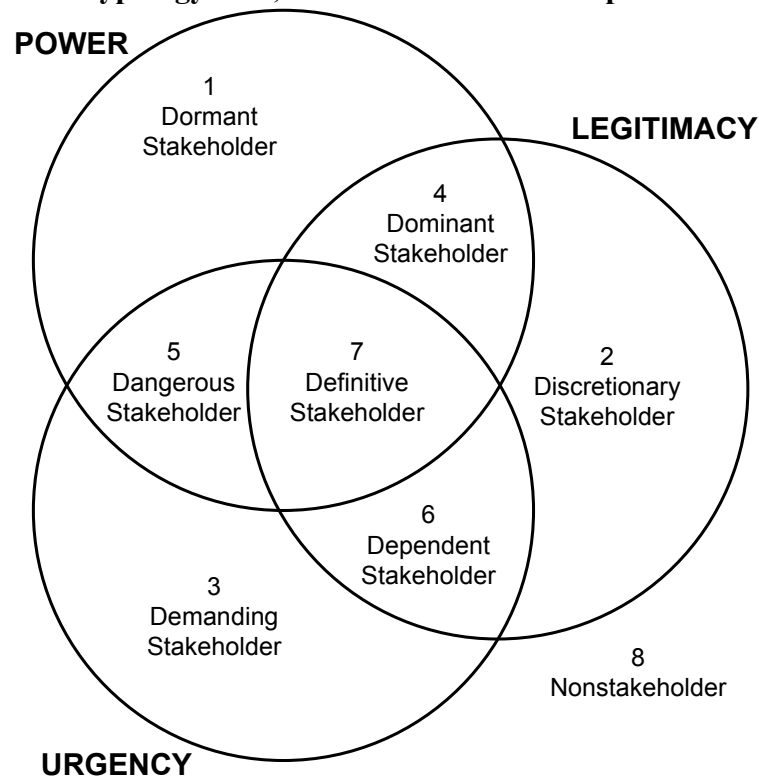 POWER
1
Dormant
Stakeholder
LEGITIMACY
4
Dominant
Stakeholder
5
Dangerous
Stakeholder
7
Definitive
Stakeholder
2
Discretionary
Stakeholder
6
Dependent
Stakeholder
3
Demanding
Stakeholder
8
Nonstakeholder
URGENCY